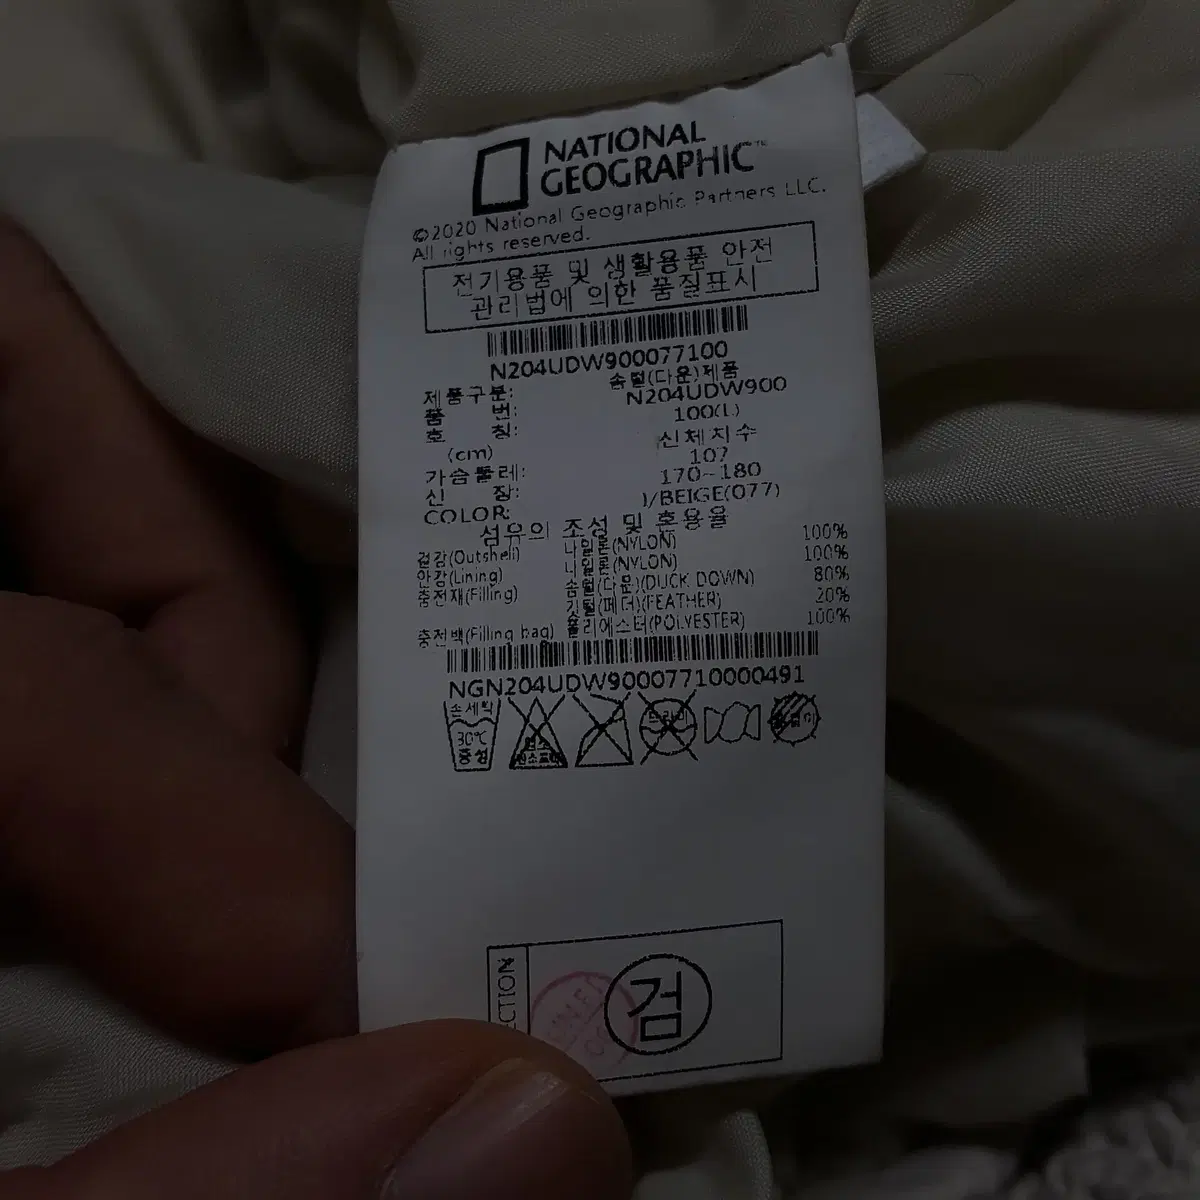 NATIONAL
GEOGRAPHIC™
©2020 National Geographic Partners LLC.
All rights reserved.
전기용품 및 생활용품 안전
관리법에 의한 품질표시
N204UDW900077100
제품구분: 솜털(다운)제품
품 번: N204UDW900
호 칭: 100(L)
(cm) 신체치수
가슴둘레: 107
신 장: 170~180
COLOR: )/BEIGE(077)
섬유의 조성 및 혼용율
겉감(Outshell) 나일론(NYLON) 100%
안감(Lining) 나일론(NYLON) 100%
충전재(Filling) 솜털(다운)(DUCK DOWN) 80%
깃털(페더)(FEATHER) 20%
충전백(Filling bag) 폴리에스터(POLYESTER) 100%
NGN204UDW90007710000491
손세탁
30℃
중성
염소
드라이
검